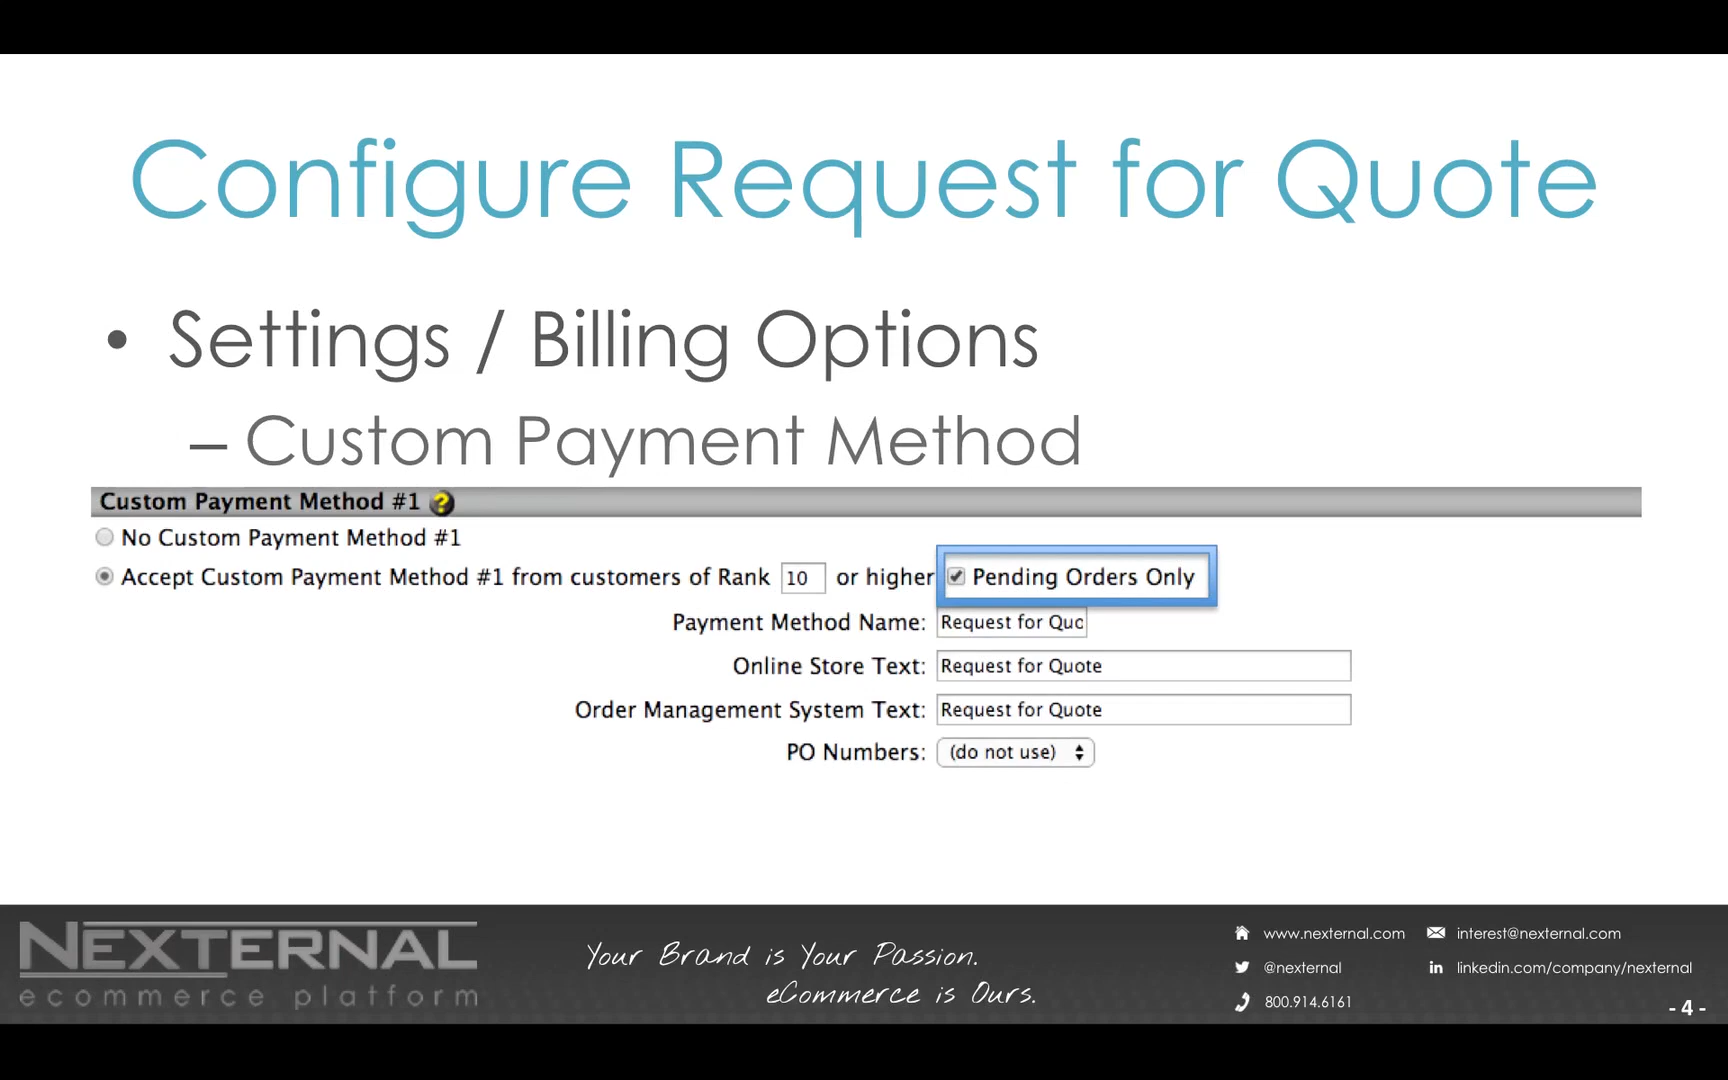 Configure Request for Quote
• Settings / Billing Options
– Custom Payment Method
Custom Payment Method #1 ?
No Custom Payment Method #1
Accept Custom Payment Method #1 from customers of Rank 10 or higher Pending Orders Only
Payment Method Name: Request for Quo
Online Store Text: Request for Quote
Order Management System Text: Request for Quote
PO Numbers: (do not use)
NEXTERNAL
ecommerce platform
Your Brand is Your Passion.
eCommerce is Ours.
www.nexternal.com interest@nexternal.com
@nexternal in linkedin.com/company/nexternal
800.914.6161
- 4 -